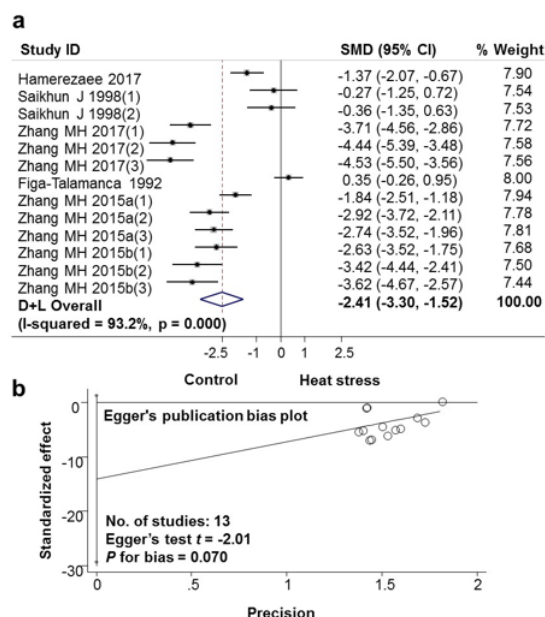 a
Study ID SMD (95% CI) % Weight
Hamerezaee 2017 -1.37 (-2.07, -0.67) 7.90
Saikhun J 1998(1) -0.27 (-1.25, 0.72) 7.54
Saikhun J 1998(2) -0.36 (-1.35, 0.63) 7.53
Zhang MH 2017(1) -3.71 (-4.56, -2.86) 7.72
Zhang MH 2017(2) -4.44 (-5.39, -3.48) 7.58
Zhang MH 2017(3) -4.53 (-5.50, -3.56) 7.56
Figa-Talamanca 1992 0.35 (-0.26, 0.95) 8.00
Zhang MH 2015a(1) -1.84 (-2.51, -1.18) 7.94
Zhang MH 2015a(2) -2.92 (-3.72, -2.11) 7.78
Zhang MH 2015a(3) -2.74 (-3.52, -1.96) 7.81
Zhang MH 2015b(1) -2.63 (-3.52, -1.75) 7.68
Zhang MH 2015b(2) -3.42 (-4.44, -2.41) 7.50
Zhang MH 2015b(3) -3.62 (-4.67, -2.57) 7.44
D+L Overall -2.41 (-3.30, -1.52) 100.00
(I-squared = 93.2%, p = 0.000)
-2.5 -1 0 1 2.5
Control Heat stress
b
Egger's publication bias plot
Standardized effect
0
-10
-20
-30
No. of studies: 13
Egger's test t = -2.01
P for bias = 0.070
0 .5 1 1.5 2
Precision